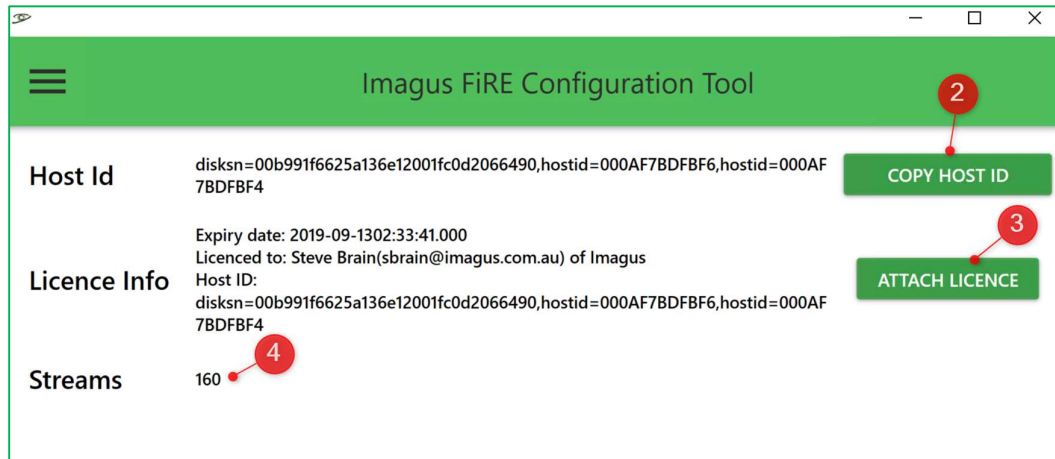 Imagus FiRE Configuration Tool
2
Host Id
disksn=00b991f6625a136e12001fc0d2066490,hostid=000AF7BDFBF6,hostid=000AF
7BDFBF4
COPY HOST ID
3
Licence Info
Expiry date: 2019-09-1302:33:41.000
Licenced to: Steve Brain(sbrain@imagus.com.au) of Imagus
Host ID:
disksn=00b991f6625a136e12001fc0d2066490,hostid=000AF7BDFBF6,hostid=000AF
7BDFBF4
ATTACH LICENCE
4
Streams
160